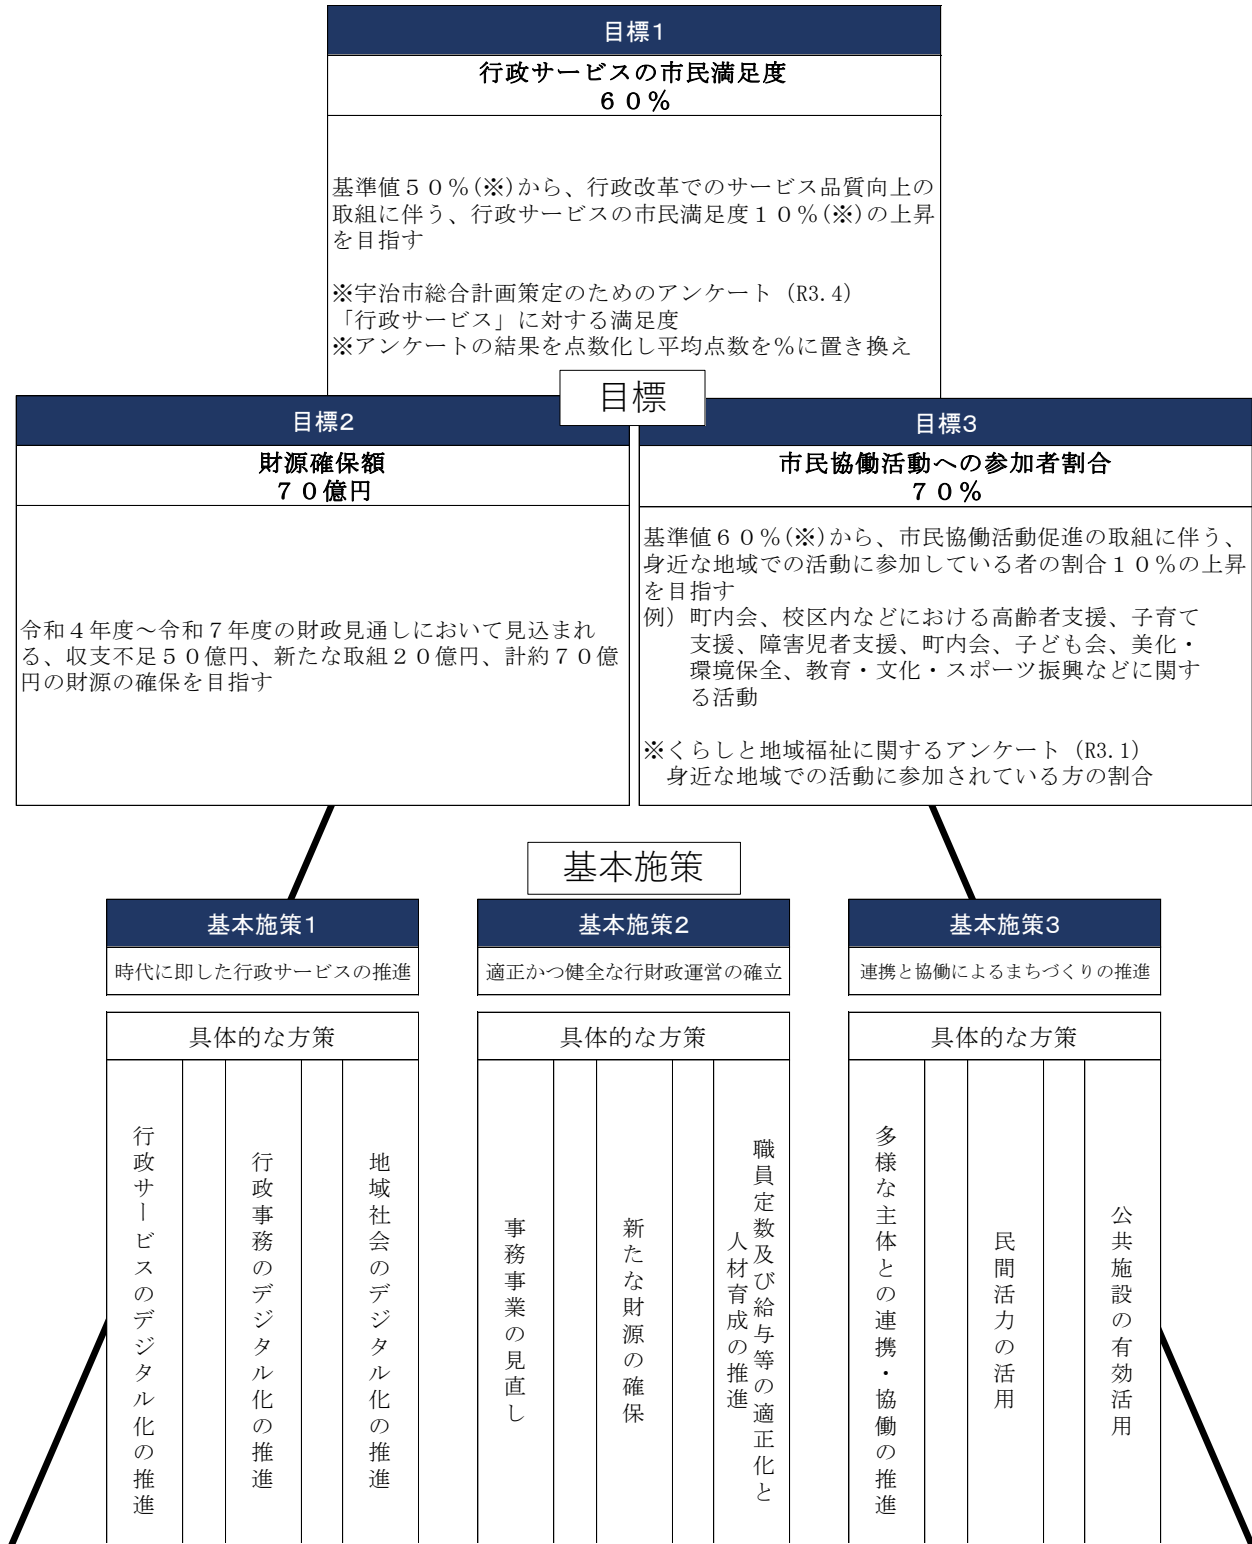 目標1
行政サービスの市民満足度
６０％
基準値５０％(※)から、行政改革でのサービス品質向上の
取組に伴う、行政サービスの市民満足度１０％(※)の上昇
を目指す
※宇治市総合計画策定のためのアンケート（R3.4）
「行政サービス」に対する満足度
※アンケートの結果を点数化し平均点数を％に置き換え
目標
目標2
財源確保額
７０億円
令和４年度～令和７年度の財政見通しにおいて見込まれ
る、収支不足５０億円、新たな取組２０億円、計約７０億
円の財源の確保を目指す
目標3
市民協働活動への参加者割合
７０％
基準値６０％(※)から、市民協働活動促進の取組に伴う、
身近な地域での活動に参加している者の割合１０％の上昇
を目指す
例）町内会、校区内などにおける高齢者支援、子育て
支援、障害児者支援、町内会、子ども会、美化・
環境保全、教育・文化・スポーツ振興などに関す
る活動
※くらしと地域福祉に関するアンケート（R3.1）
身近な地域での活動に参加されている方の割合
基本施策
基本施策1
時代に即した行政サービスの推進
具体的な方策
行政サービスのデジタル化の推進
行政事務のデジタル化の推進
地域社会のデジタル化の推進
基本施策2
適正かつ健全な行財政運営の確立
具体的な方策
事務事業の見直し
新たな財源の確保
職員定数及び給与等の適正化と
人材育成の推進
基本施策3
連携と協働によるまちづくりの推進
具体的な方策
多様な主体との連携・協働の推進
民間活力の活用
公共施設の有効活用